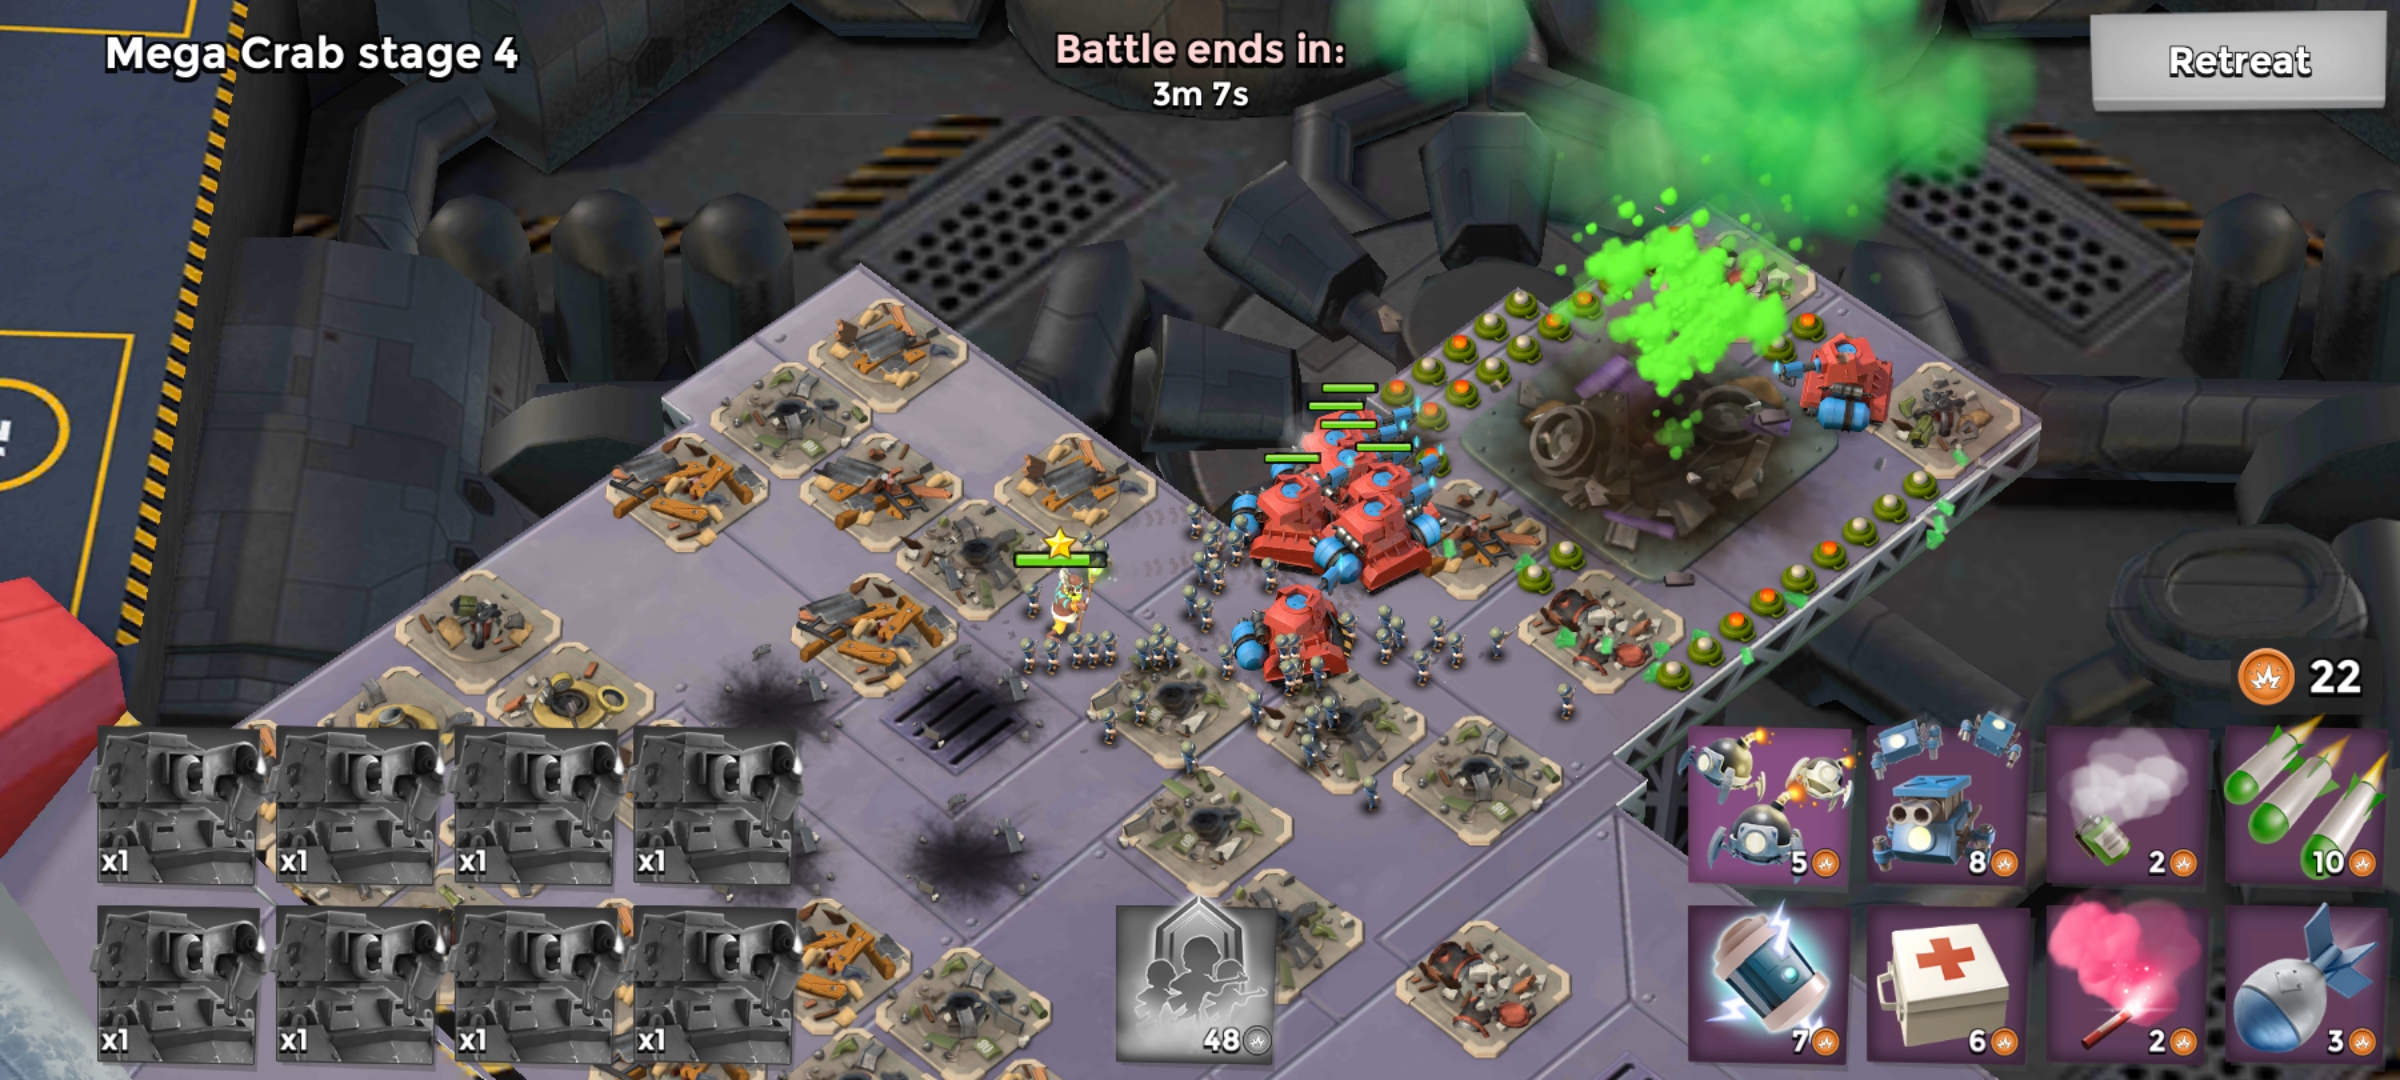 Mega Crab stage 4
Battle ends in:
3m 7s
Retreat
22
5
8
2
10
x1
x1
x1
x1
x1
x1
x1
x1
48
7
6
2
3